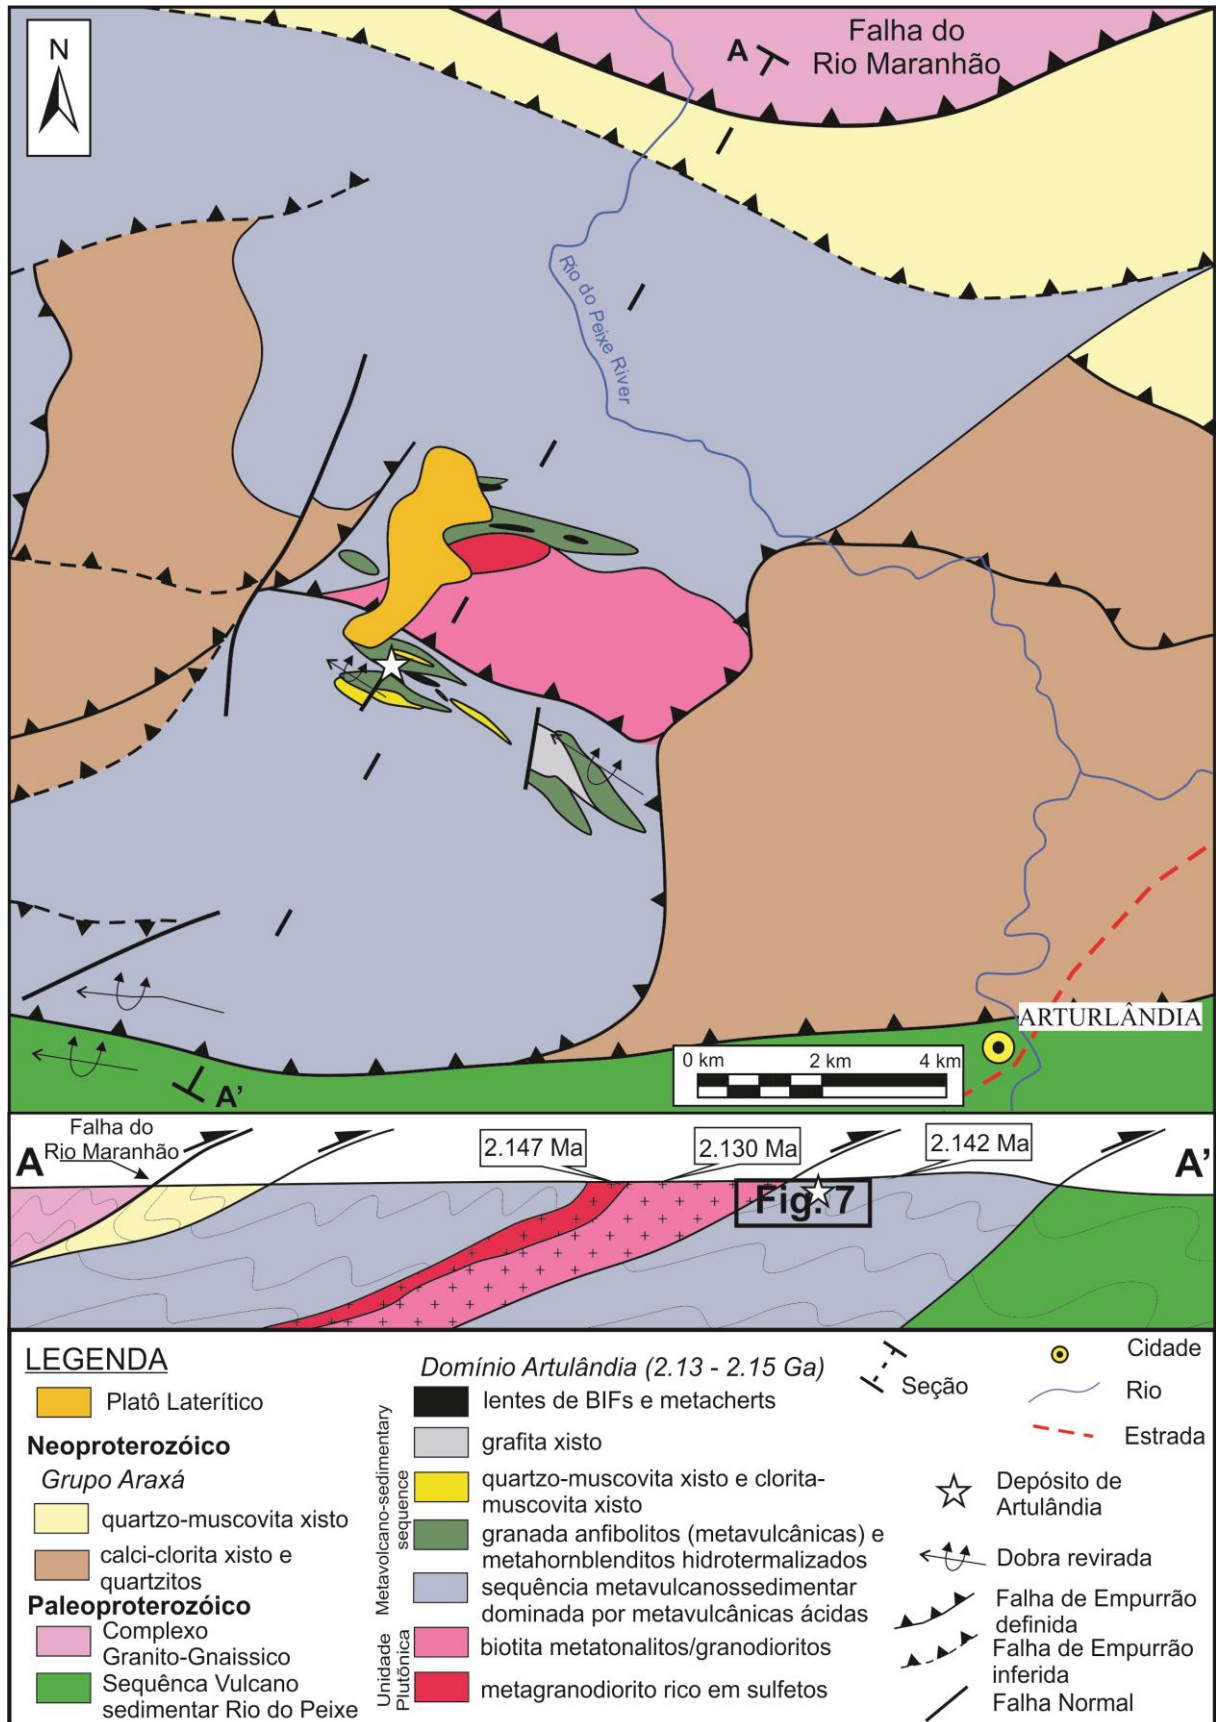 N
Falha do
Rio Maranhão
A
Rio do Peixe River
ARTURLÂNDIA
0 km 2 km 4 km
A'
Falha do
Rio Maranhão
A
2.147 Ma
2.130 Ma
2.142 Ma
A'
Fig. 7
LEGENDA
Platô Laterítico
Neoproterozóico
Grupo Araxá
quartzo-muscovita xisto
calci-clorita xisto e
quartzitos
Paleoproterozóico
Complexo
Granito-Gnaissico
Sequênca Vulcano
sedimentar Rio do Peixe
Domínio Artulândia (2.13 - 2.15 Ga)
Metavolcano-sedimentary
sequence
lentes de BIFs e metacherts
grafita xisto
quartzo-muscovita xisto e clorita-
muscovita xisto
granada anfibolitos (metavulcânicas) e
metahornblenditos hidrotermalizados
sequência metavulcanossedimentar
dominada por metavulcânicas ácidas
Unidade
Plutônica
biotita metatonalitos/granodioritos
metagranodiorito rico em sulfetos
Seção
Cidade
Rio
Estrada
Depósito de
Artulândia
Dobra revirada
Falha de Empurrão
definida
Falha de Empurrão
inferida
Falha Normal